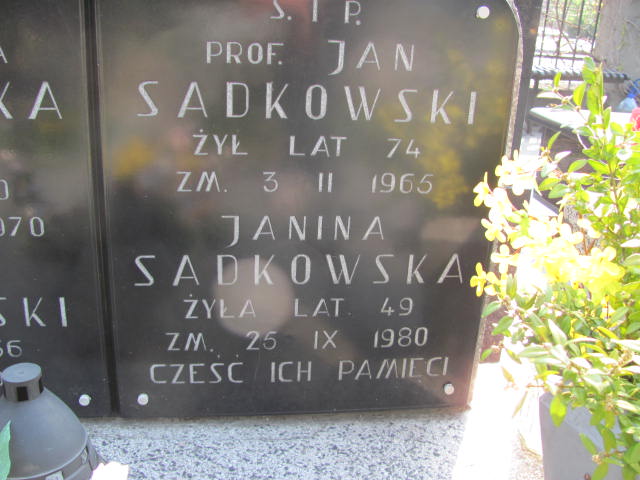 Ś. I P.
PROF. JAN
SADKOWSKI
ŻYŁ LAT 74
ZM. 3 II 1965
JANINA
SADKOWSKA
ŻYŁA LAT 49
ZM. 25 IX 1980
CZEŚĆ ICH PAMIĘCI